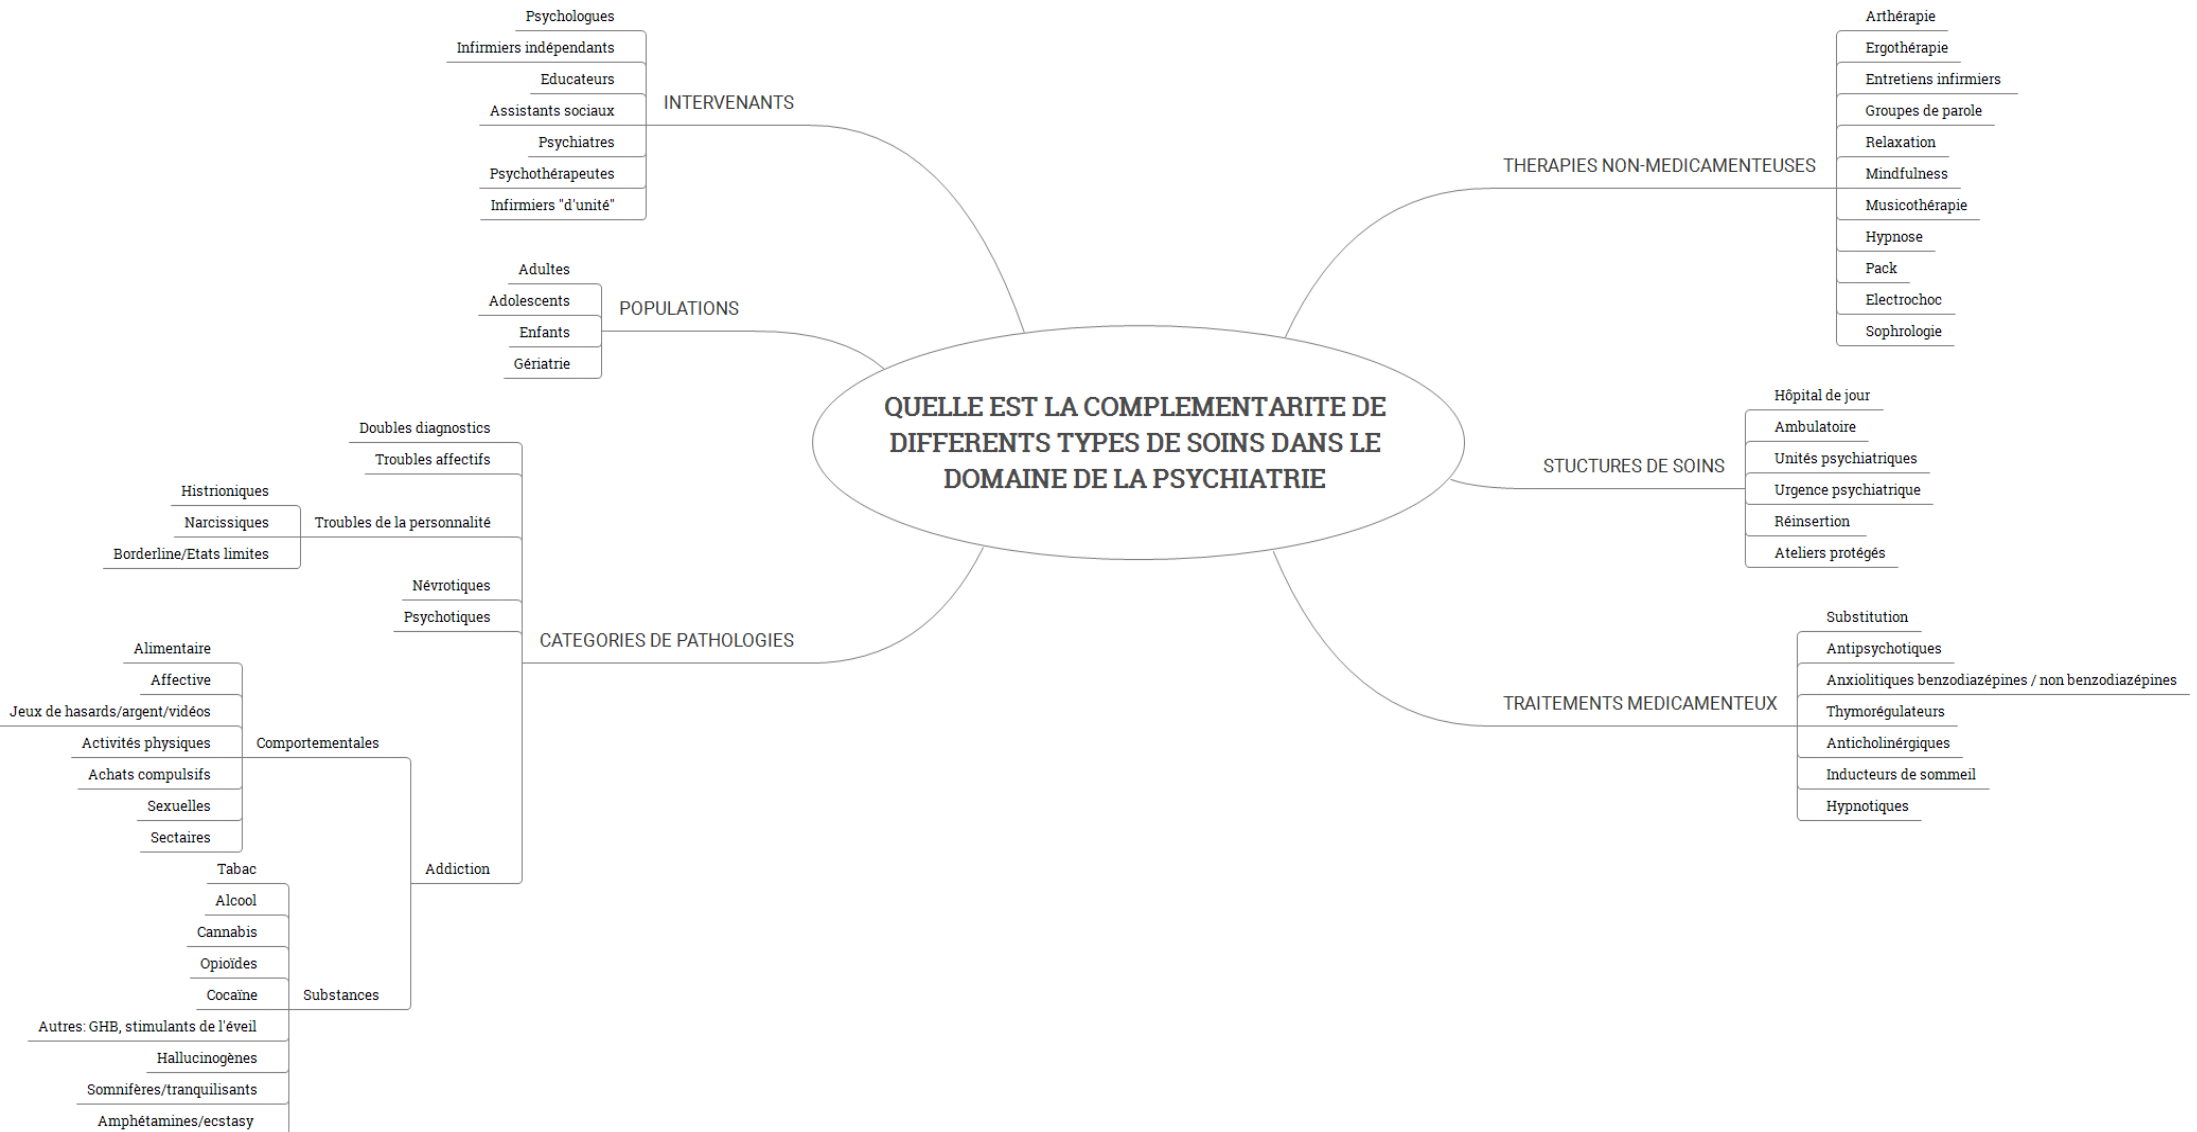 QUELLE EST LA COMPLEMENTARITE DE
DIFFERENTS TYPES DE SOINS DANS LE
DOMAINE DE LA PSYCHIATRIE
INTERVENANTS
Psychologues
Infirmiers indépendants
Educateurs
Assistants sociaux
Psychiatres
Psychothérapeutes
Infirmiers "d'unité"
POPULATIONS
Adultes
Adolescents
Enfants
Gériatrie
CATEGORIES DE PATHOLOGIES
Doubles diagnostics
Troubles affectifs
Troubles de la personnalité
Histrioniques
Narcissiques
Borderline/Etats limites
Névrotiques
Psychotiques
Addiction
Comportementales
Alimentaire
Affective
Jeux de hasards/argent/vidéos
Activités physiques
Achats compulsifs
Sexuelles
Sectaires
Substances
Tabac
Alcool
Cannabis
Opioïdes
Cocaïne
Autres: GHB, stimulants de l'éveil
Hallucinogènes
Somnifères/tranquilisants
Amphétamines/ecstasy
THERAPIES NON-MEDICAMENTEUSES
Arthérapie
Ergothérapie
Entretiens infirmiers
Groupes de parole
Relaxation
Mindfulness
Musicothérapie
Hypnose
Pack
Electrochoc
Sophrologie
STUCTURES DE SOINS
Hôpital de jour
Ambulatoire
Unités psychiatriques
Urgence psychiatrique
Réinsertion
Ateliers protégés
TRAITEMENTS MEDICAMENTEUX
Substitution
Antipsychotiques
Anxiolitiques benzodiazépines / non benzodiazépines
Thymorégulateurs
Anticholinérgiques
Inducteurs de sommeil
Hypnotiques